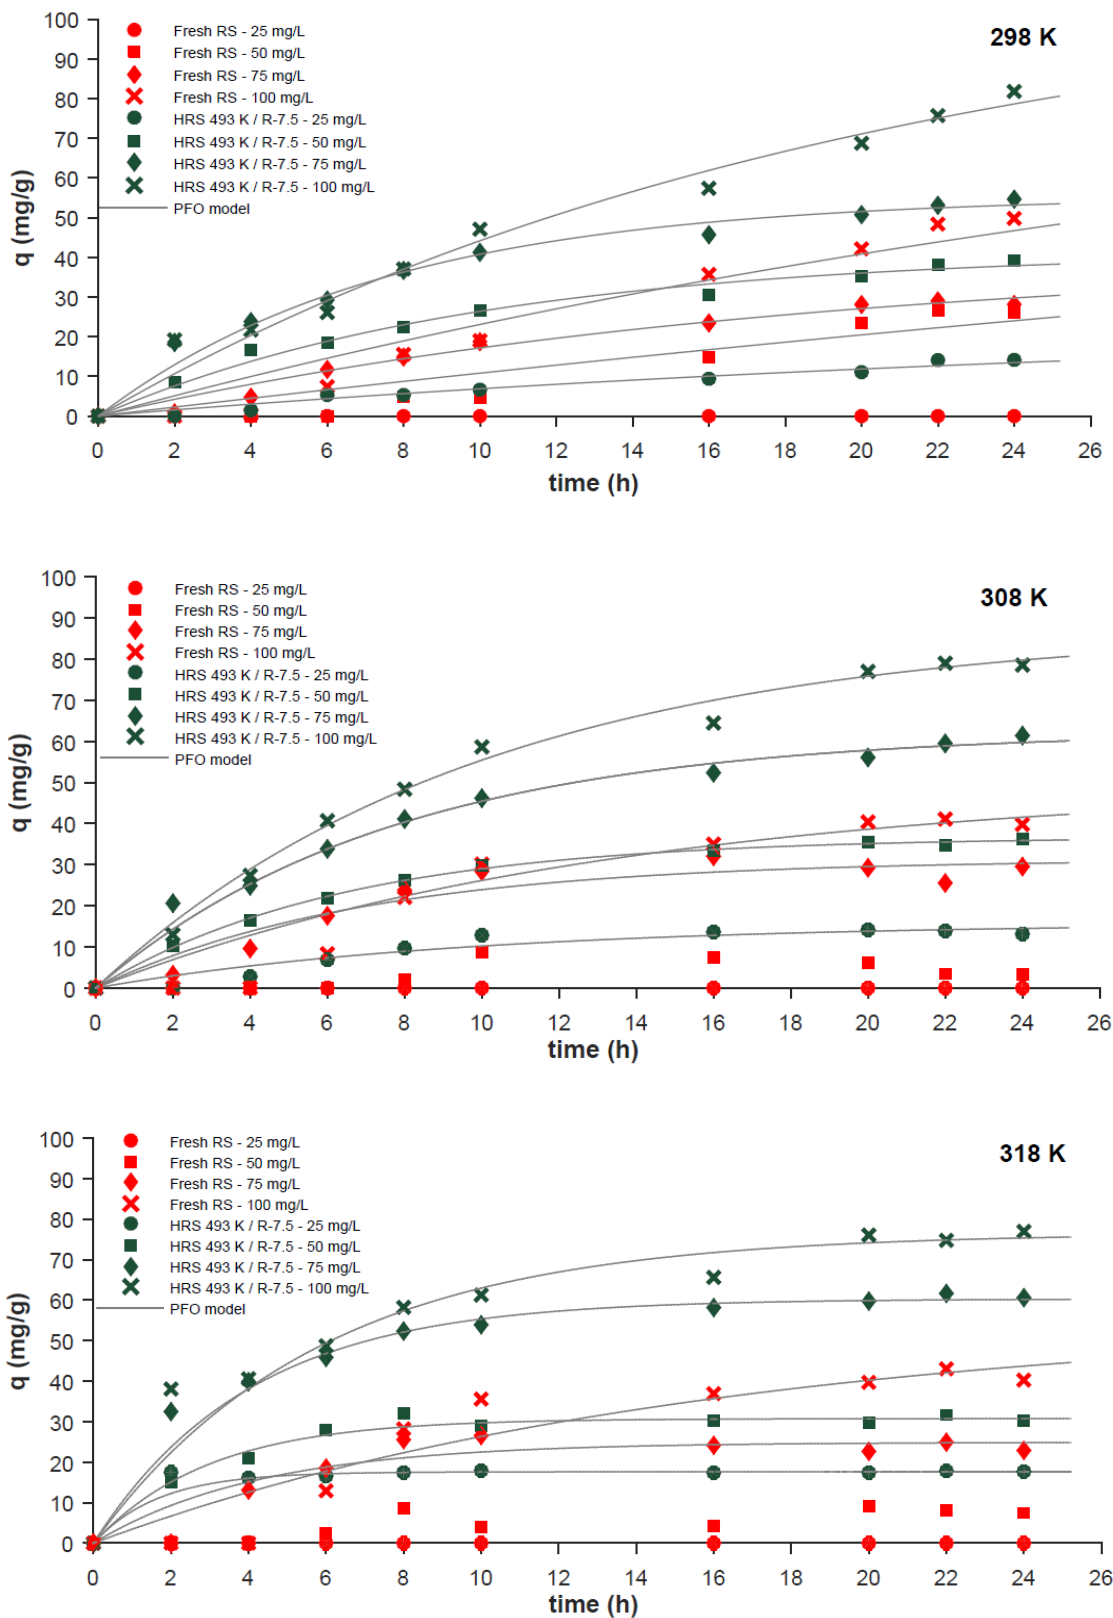 100
90
80
70
60
50
40
30
20
10
0
q (mg/g)
Fresh RS - 25 mg/L
Fresh RS - 50 mg/L
Fresh RS - 75 mg/L
Fresh RS - 100 mg/L
HRS 493 K / R-7.5 - 25 mg/L
HRS 493 K / R-7.5 - 50 mg/L
HRS 493 K / R-7.5 - 75 mg/L
HRS 493 K / R-7.5 - 100 mg/L
PFO model
298 K
0 2 4 6 8 10 12 14 16 18 20 22 24 26
time (h)
100
90
80
70
60
50
40
30
20
10
0
q (mg/g)
Fresh RS - 25 mg/L
Fresh RS - 50 mg/L
Fresh RS - 75 mg/L
Fresh RS - 100 mg/L
HRS 493 K / R-7.5 - 25 mg/L
HRS 493 K / R-7.5 - 50 mg/L
HRS 493 K / R-7.5 - 75 mg/L
HRS 493 K / R-7.5 - 100 mg/L
PFO model
308 K
0 2 4 6 8 10 12 14 16 18 20 22 24 26
time (h)
100
90
80
70
60
50
40
30
20
10
0
q (mg/g)
Fresh RS - 25 mg/L
Fresh RS - 50 mg/L
Fresh RS - 75 mg/L
Fresh RS - 100 mg/L
HRS 493 K / R-7.5 - 25 mg/L
HRS 493 K / R-7.5 - 50 mg/L
HRS 493 K / R-7.5 - 75 mg/L
HRS 493 K / R-7.5 - 100 mg/L
PFO model
318 K
0 2 4 6 8 10 12 14 16 18 20 22 24 26
time (h)